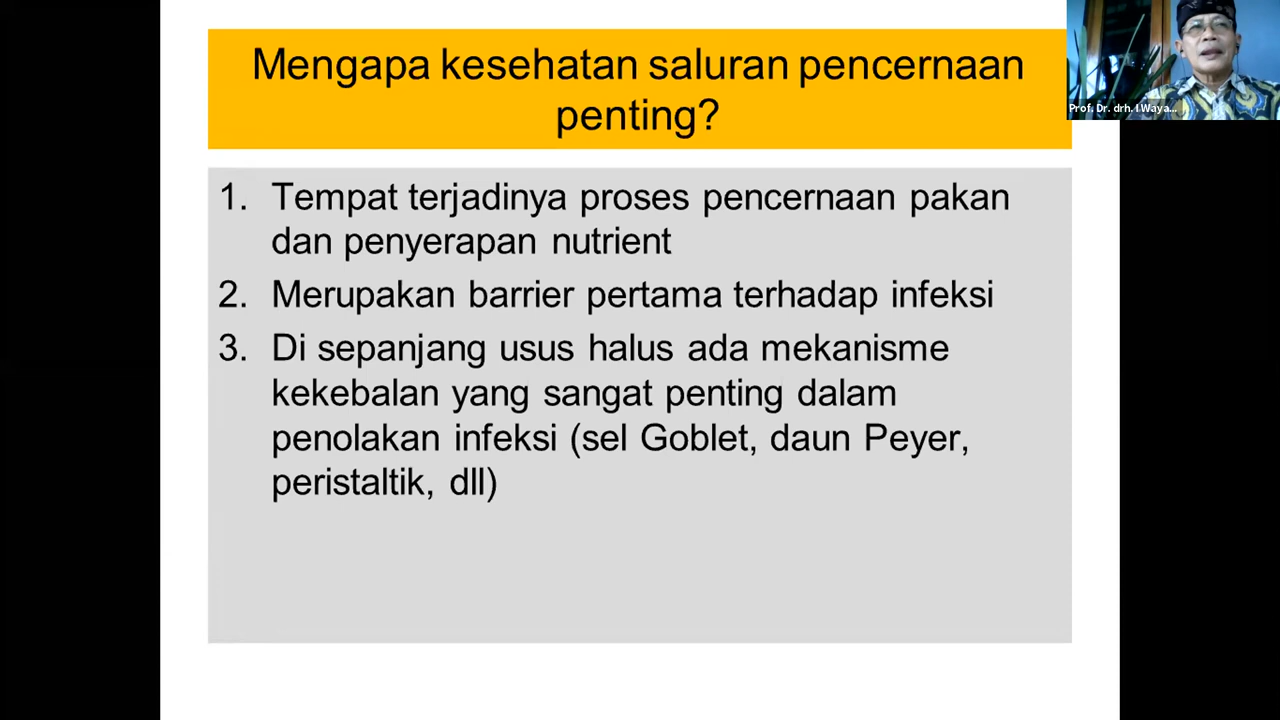 Mengapa kesehatan saluran pencernaan
penting?
Prof. Dr. drh. I Waya...
1. Tempat terjadinya proses pencernaan pakan
dan penyerapan nutrient
2. Merupakan barrier pertama terhadap infeksi
3. Di sepanjang usus halus ada mekanisme
kekebalan yang sangat penting dalam
penolakan infeksi (sel Goblet, daun Peyer,
peristaltik, dll)